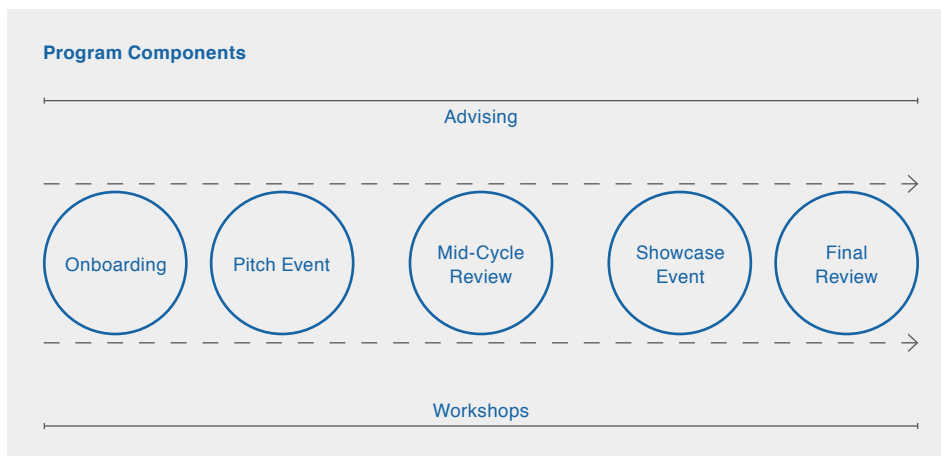 Program Components
Advising
Onboarding
Pitch Event
Mid-Cycle
Review
Showcase
Event
Final
Review
Workshops